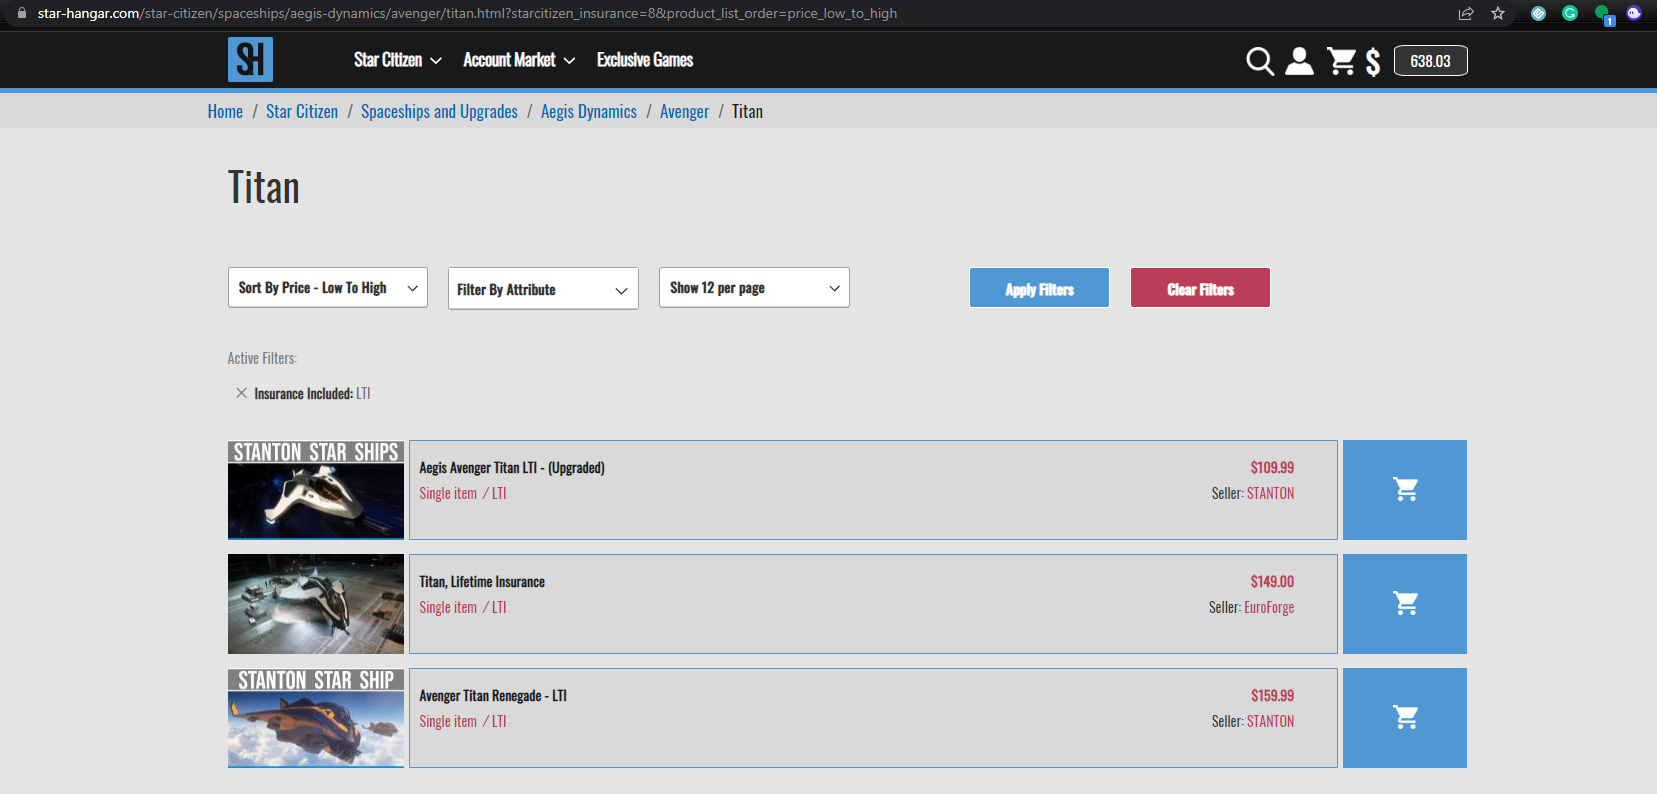 star-hangar.com/star-citizen/spaceships/aegis-dynamics/avenger/titan.html?starcitizen_insurance=8&product_list_order=price_low_to_high
1
SH
Star Citizen
Account Market
Exclusive Games
$
638.03
Home / Star Citizen / Spaceships and Upgrades / Aegis Dynamics / Avenger / Titan
Titan
Sort By Price - Low To High
Filter By Attribute
Show 12 per page
Apply Filters
Clear Filters
Active Filters:
Insurance Included: LTI
STANTON STAR SHIPS
Aegis Avenger Titan LTI - (Upgraded)
$109.99
Single item / LTI
Seller: STANTON
Titan, Lifetime Insurance
$149.00
Single item / LTI
Seller: EuroForge
STANTON STAR SHIP
Avenger Titan Renegade - LTI
$159.99
Single item / LTI
Seller: STANTON